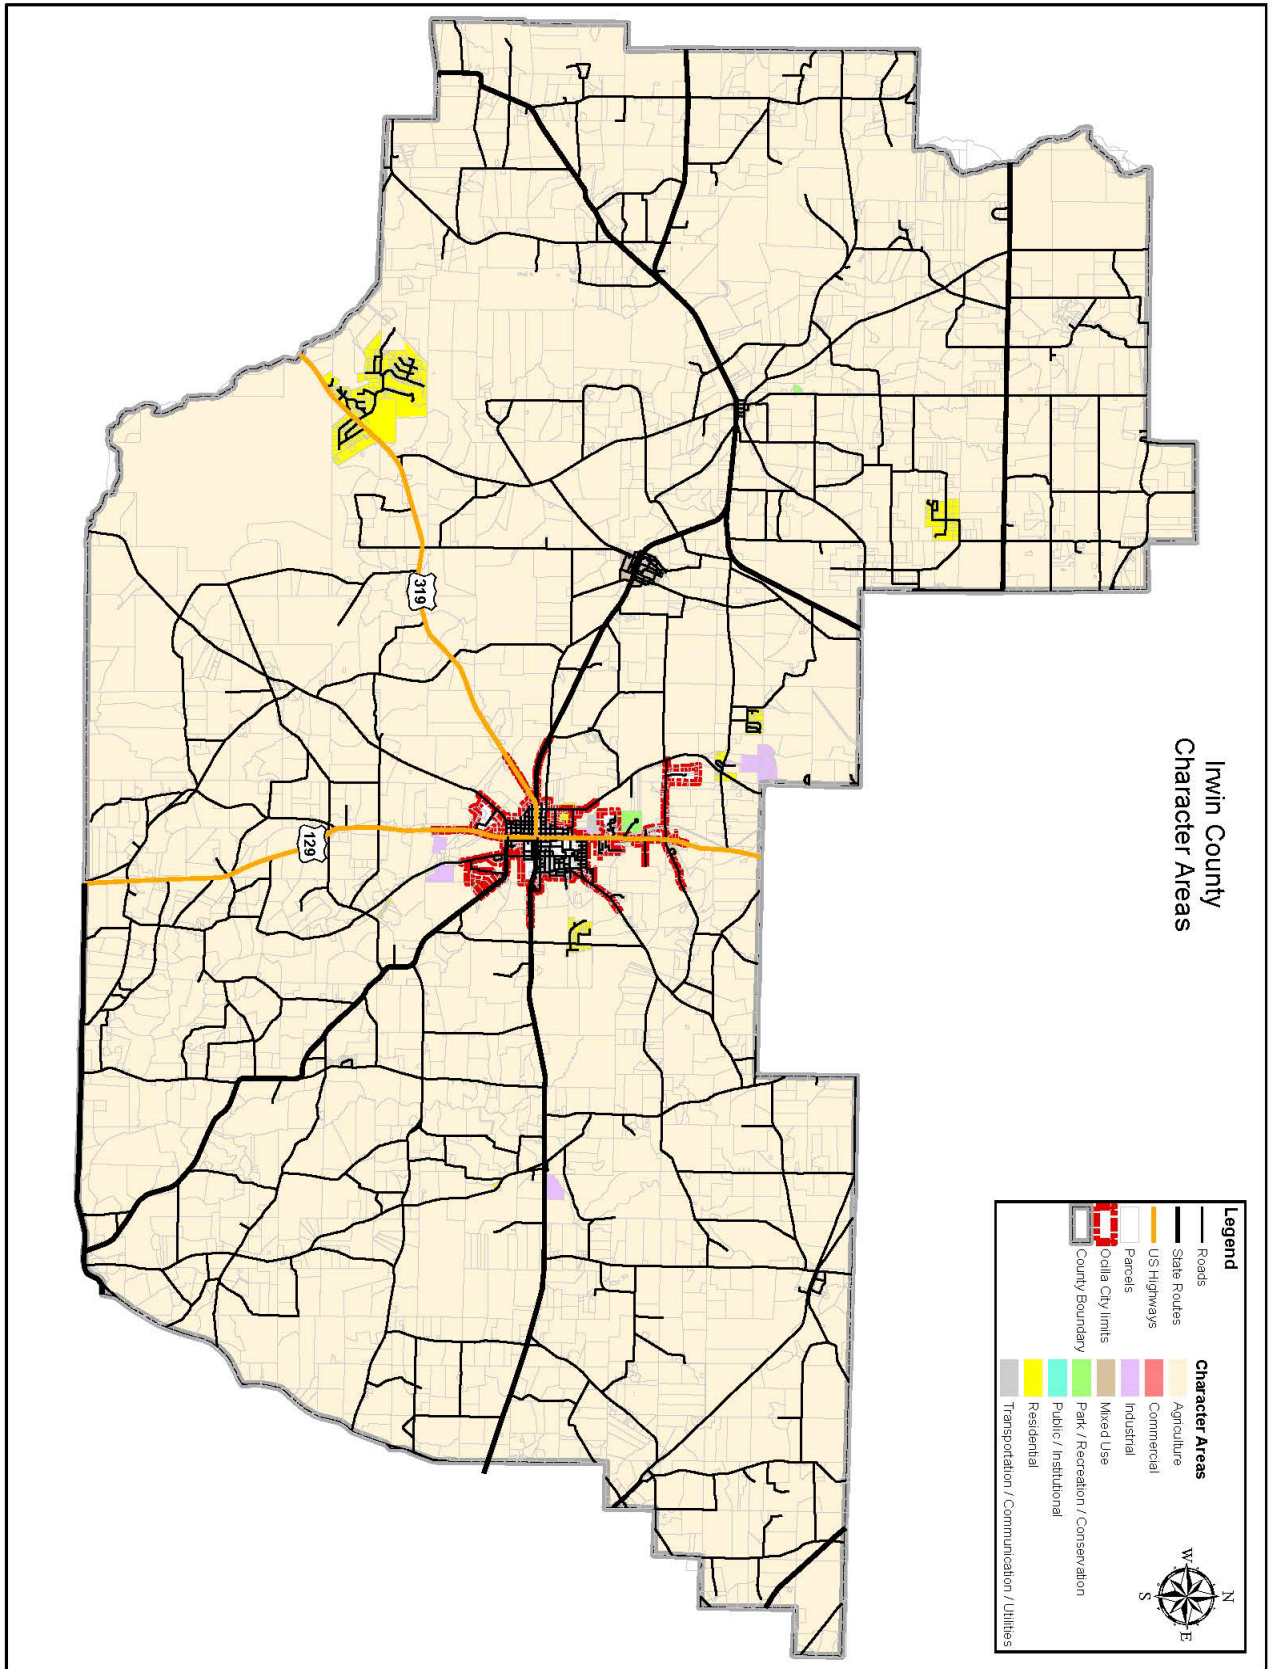 Irwin County
Character Areas
Legend
Roads
State Routes
US Highways
Parcels
Ocilla City limits
County Boundary
Character Areas
Agriculture
Commercial
Industrial
Mixed Use
Park / Recreation / Conservation
Public / Institutional
Residential
Transportation / Communication / Utilities
N
W
E
S
319
129